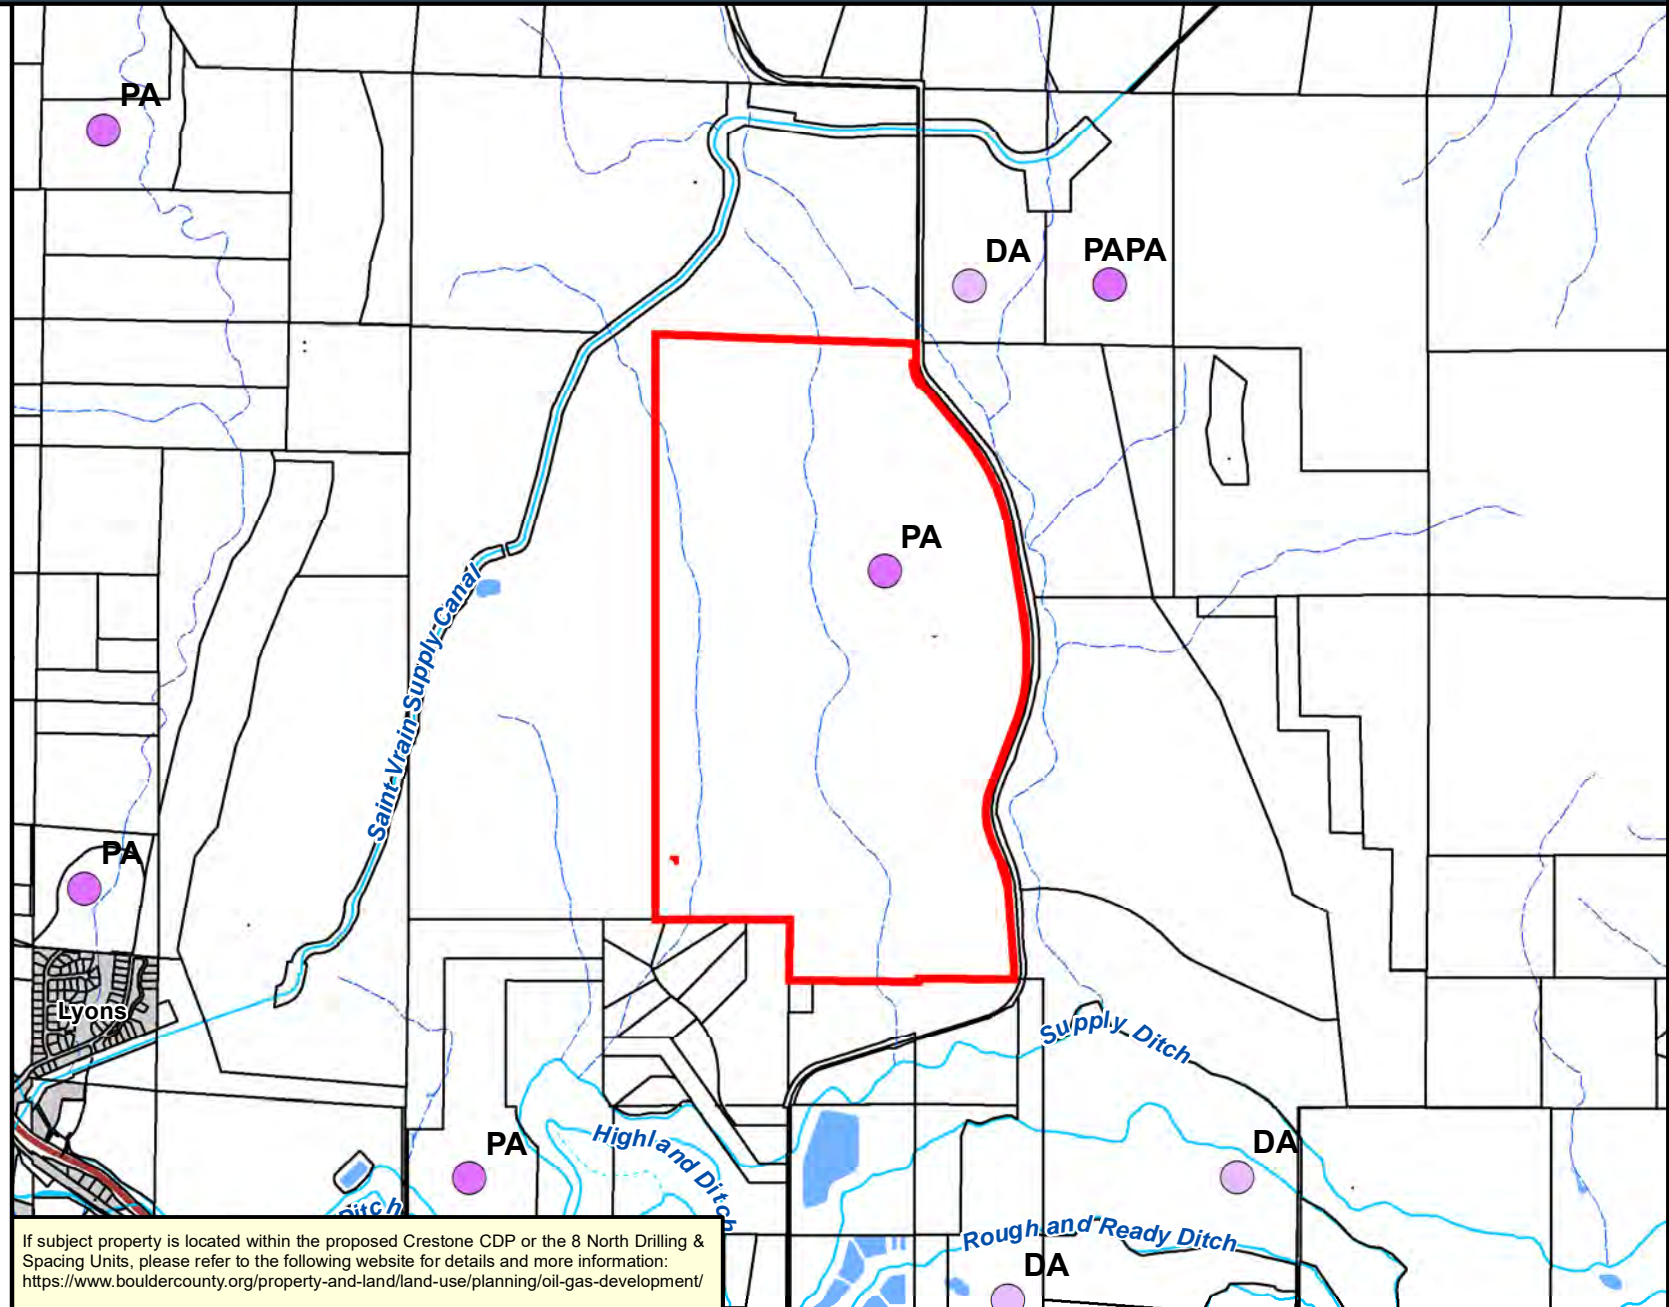 PA
DA
PAPA
PA
Saint Vrain Supply Canal
PA
Lyons
Supply Ditch
PA
Highland Ditch
DA
Ditch
Rough and Ready Ditch
DA
If subject property is located within the proposed Crestone CDP or the 8 North Drilling &
Spacing Units, please refer to the following website for details and more information:
https://www.bouldercounty.org/property-and-land/land-use/planning/oil-gas-development/